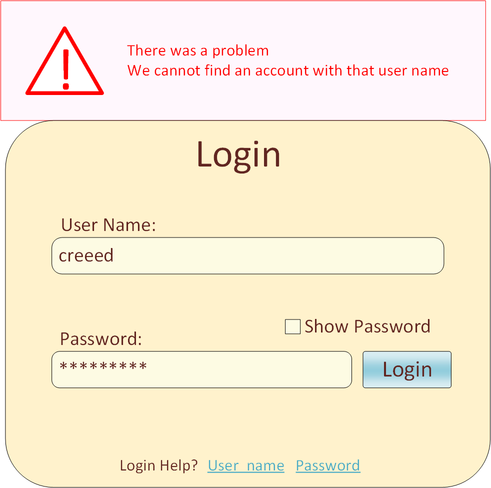 There was a problem
We cannot find an account with that user name
Login
User Name:
creeed
Show Password
Password:
*********
Login
Login Help? User name Password